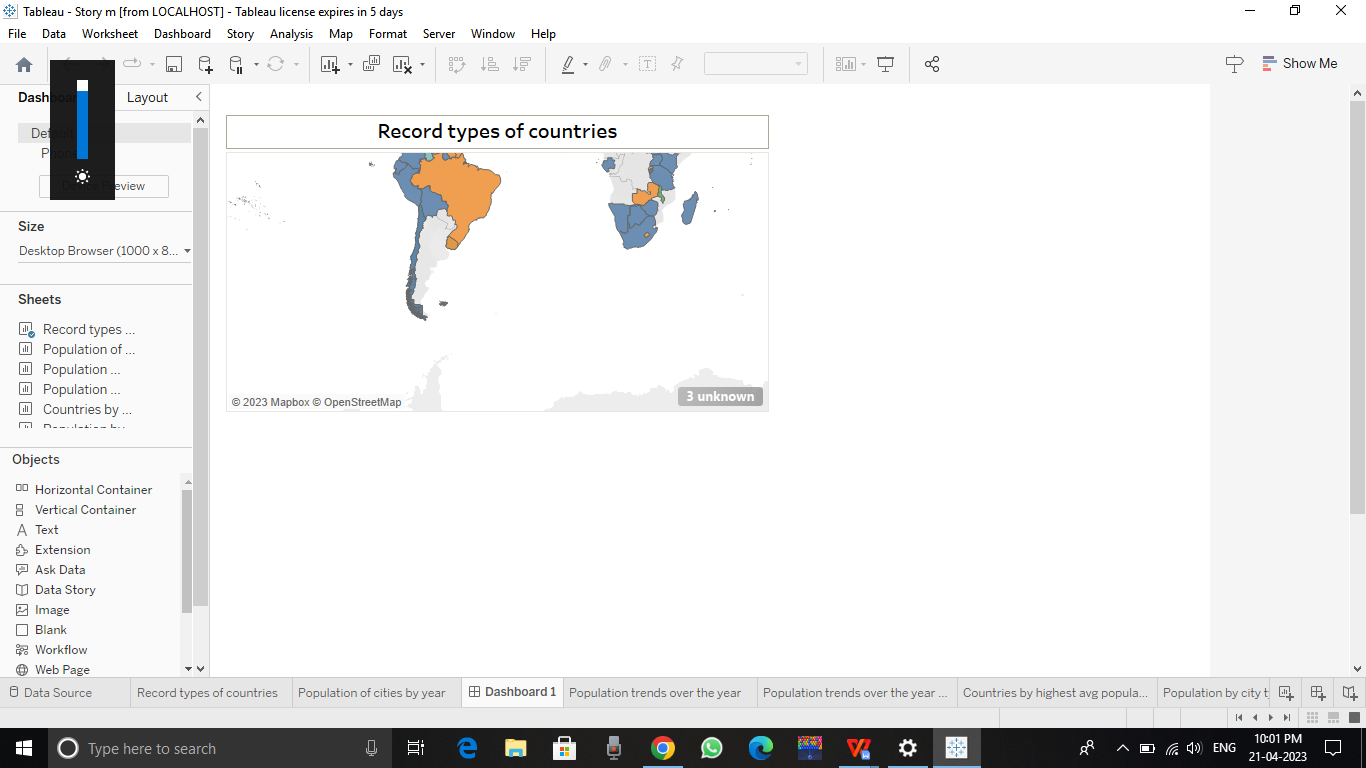 Tableau - Story m [from LOCALHOST] - Tableau license expires in 5 days
File Data Worksheet Dashboard Story Analysis Map Format Server Window Help
Show Me
Layout
Record types of countries
Size
Desktop Browser (1000 x 8...
Sheets
Record types ...
Population of ...
Population ...
Population ...
Countries by ...
© 2023 Mapbox © OpenStreetMap
3 unknown
Objects
Horizontal Container
Vertical Container
Text
Extension
Ask Data
Data Story
Image
Blank
Workflow
Web Page
Data Source Record types of countries Population of cities by year Dashboard 1 Population trends over the year Population trends over the year ... Countries by highest avg popula... Population by city t
Type here to search
ENG
10:01 PM
21-04-2023